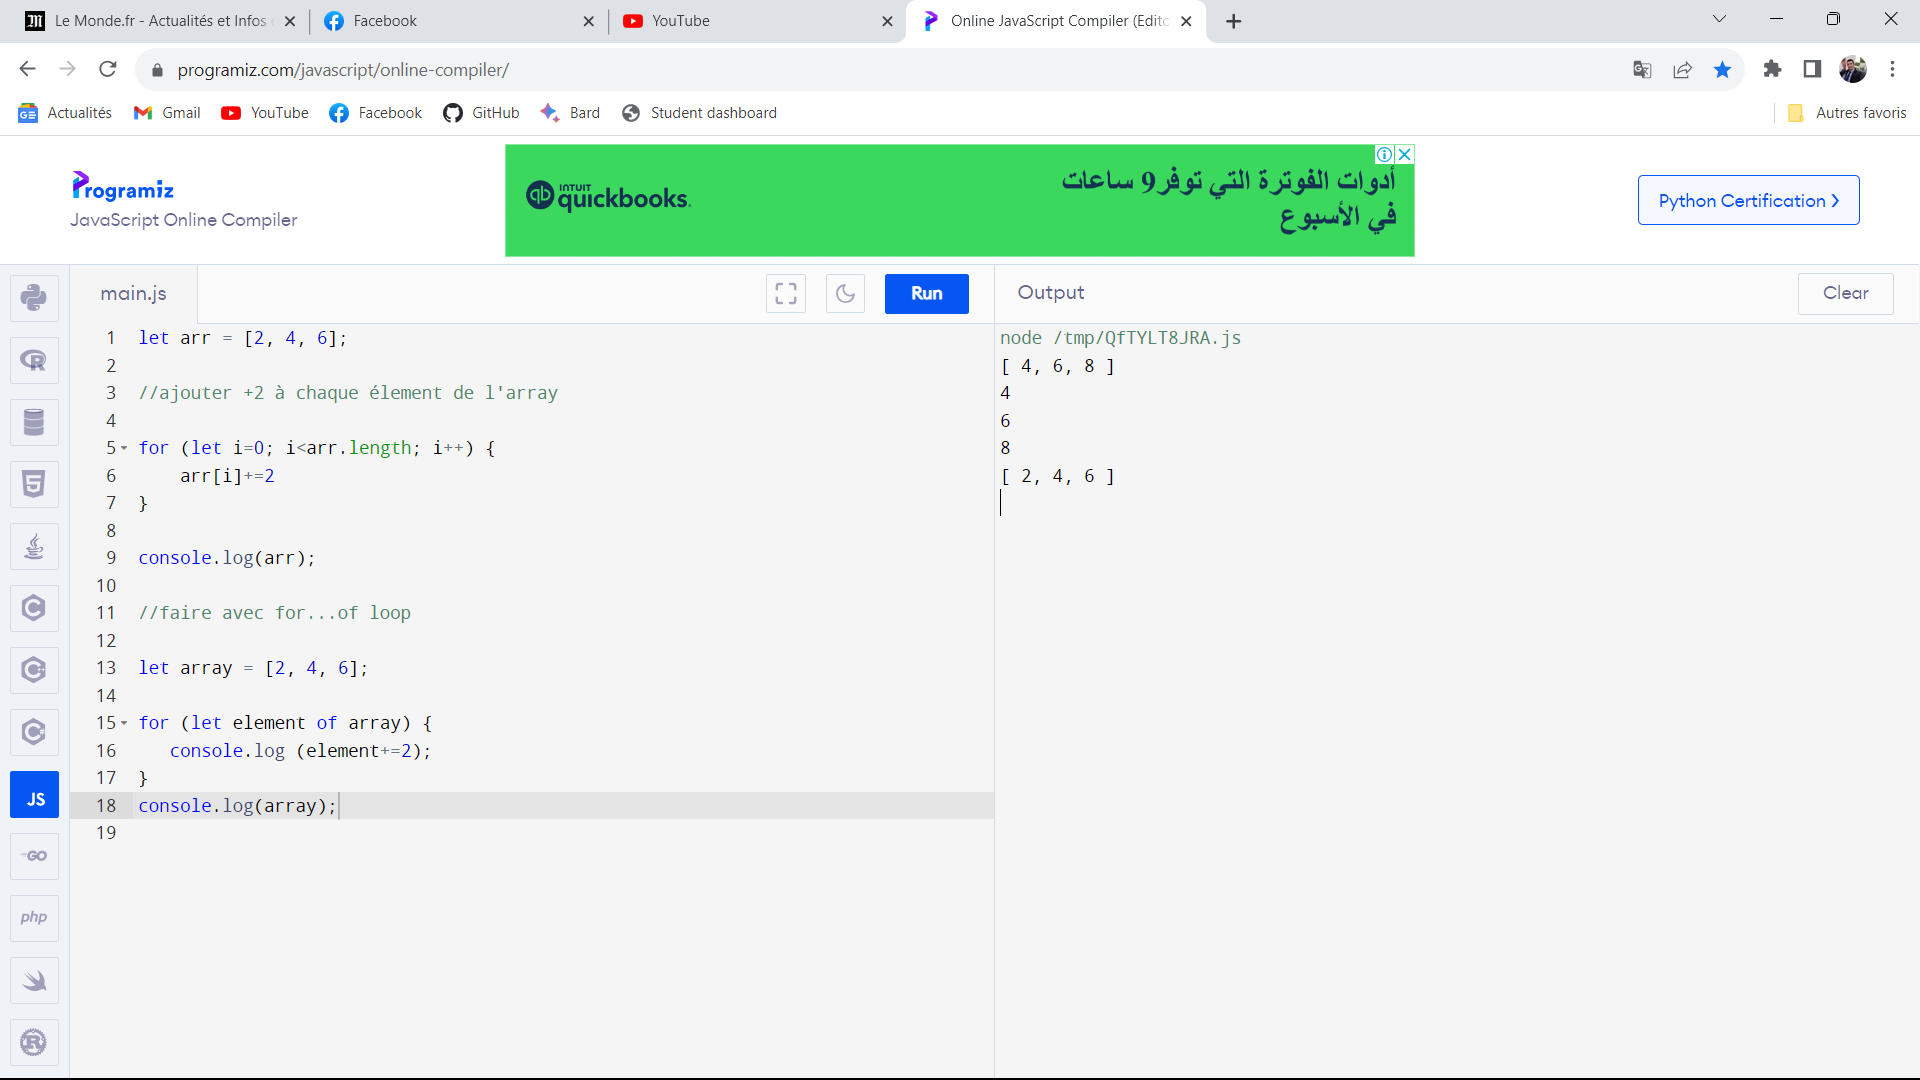 Le Monde.fr - Actualités et Infos
Facebook
YouTube
Online JavaScript Compiler (Edito
programiz.com/javascript/online-compiler/
Actualités
Gmail
YouTube
Facebook
GitHub
Bard
Student dashboard
Autres favoris
Programiz
JavaScript Online Compiler
INTUIT
quickbooks.
أدوات الفوترة التي توفر9 ساعات
في الأسبوع
Python Certification
main.js
Run
Output
Clear
1 let arr = [2, 4, 6];
2
3 //ajouter +2 à chaque élement de l'array
4
5 for (let i=0; i<arr.length; i++) {
6 arr[i]+=2
7 }
8
9 console.log(arr);
10
11 //faire avec for...of loop
12
13 let array = [2, 4, 6];
14
15 for (let element of array) {
16 console.log (element+=2);
17 }
18 console.log(array);
19
node /tmp/QfTYLT8JRA.js
[ 4, 6, 8 ]
4
6
8
[ 2, 4, 6 ]
JS
GO
php